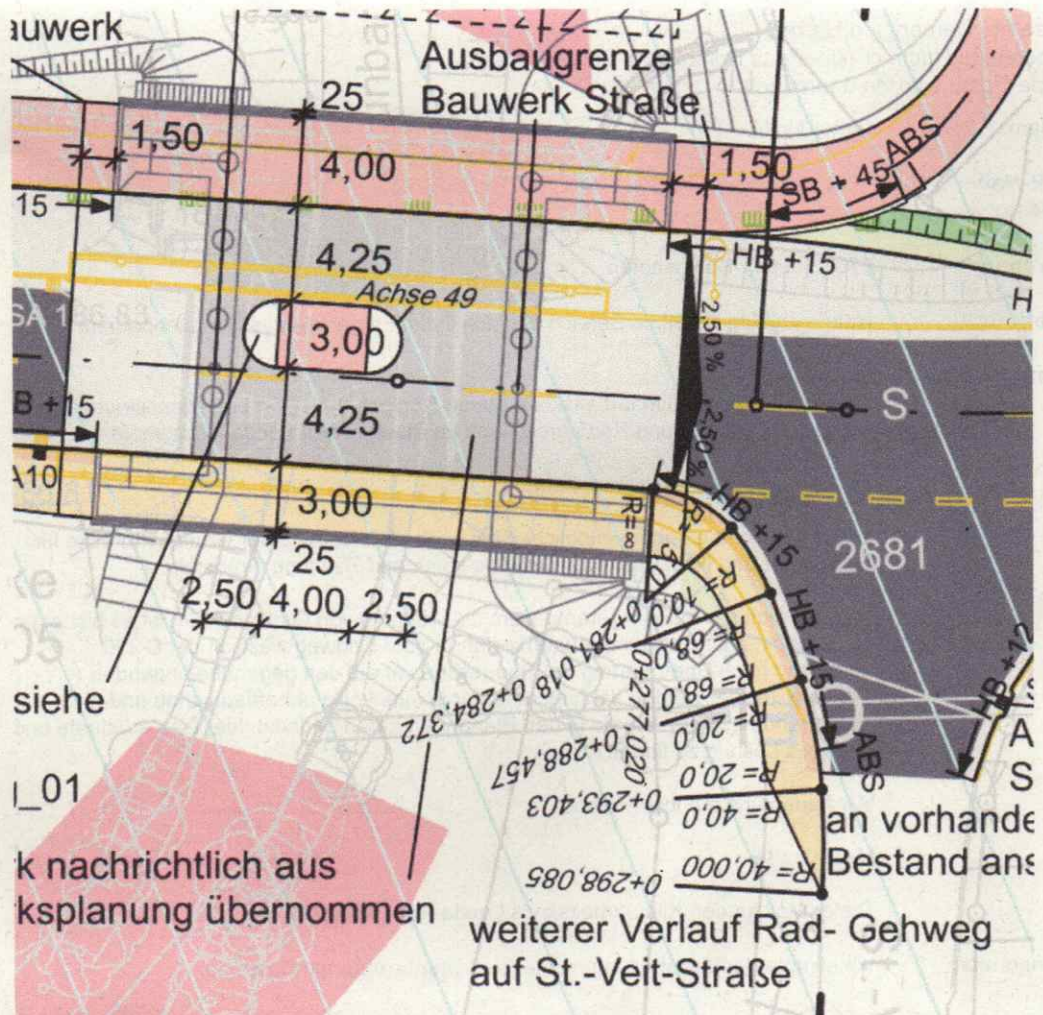 auwerk
Ausbaugrenze
Bauwerk Straße
25
1,50
4,00
1,50
ABS
SB + 45
15
HB +15
4,25
Achse 49
H
SA 186.83
2,50 %
3,00
S
B +15
4,25
2,50 %
A10
3,00
R=∞
HB +15
2681
25
2,50 4,00 2,50
R= 10,0
HB +15
0+281,018
R= 68,0
R= 68,0
0+277,020
HB +12
0+284,372
R= 20,0
0+288,457
R= 20,0
ABS
0+293,403
R= 40,0
R= 40,000
0+298,085
siehe
_01
k nachrichtlich aus
ksplanung übernommen
an vorhande
Bestand ans
A
S
weiterer Verlauf Rad- Gehweg
auf St.-Veit-Straße